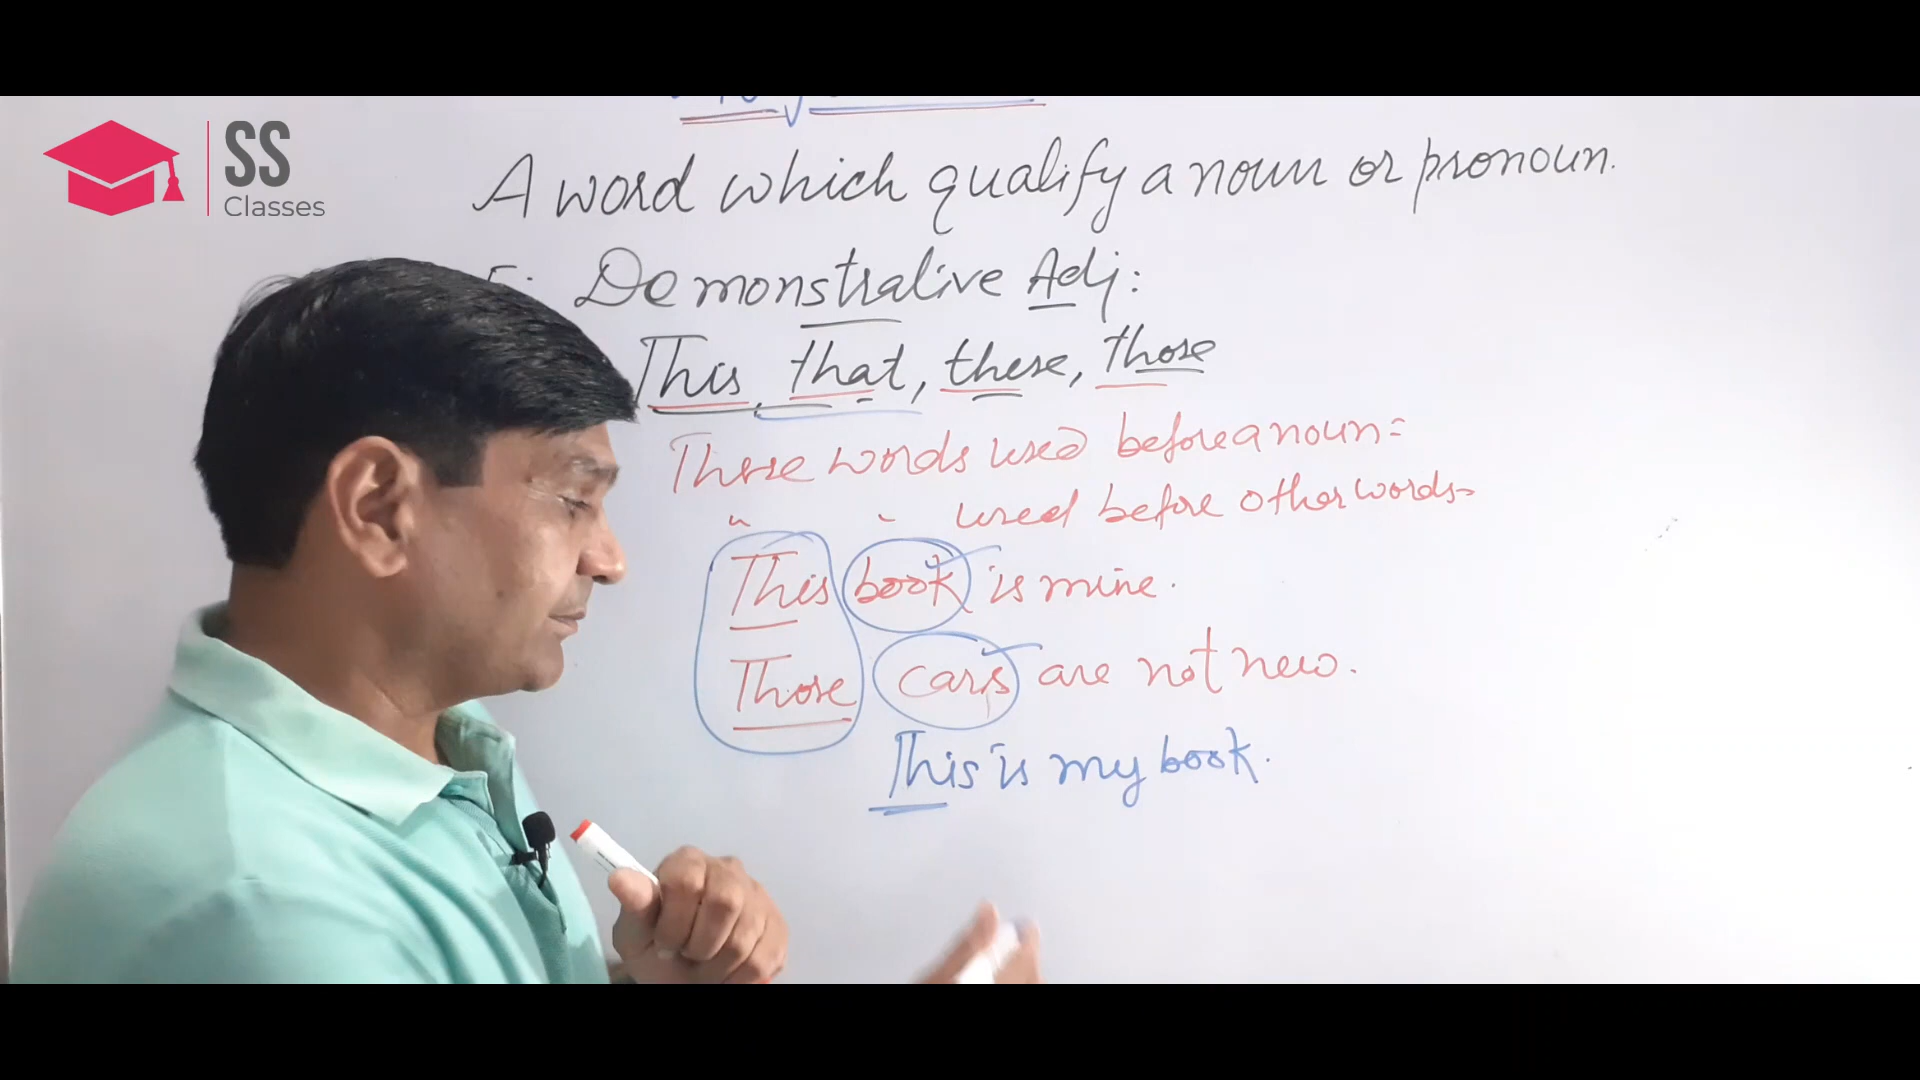 SS
Classes
A word which qualify a noun or pronoun.
Demonstrative Adj:
This, that, these, those
These words used before a noun =
" " used before other words-
This book is mine.
Those cars are not new.
This is my book.